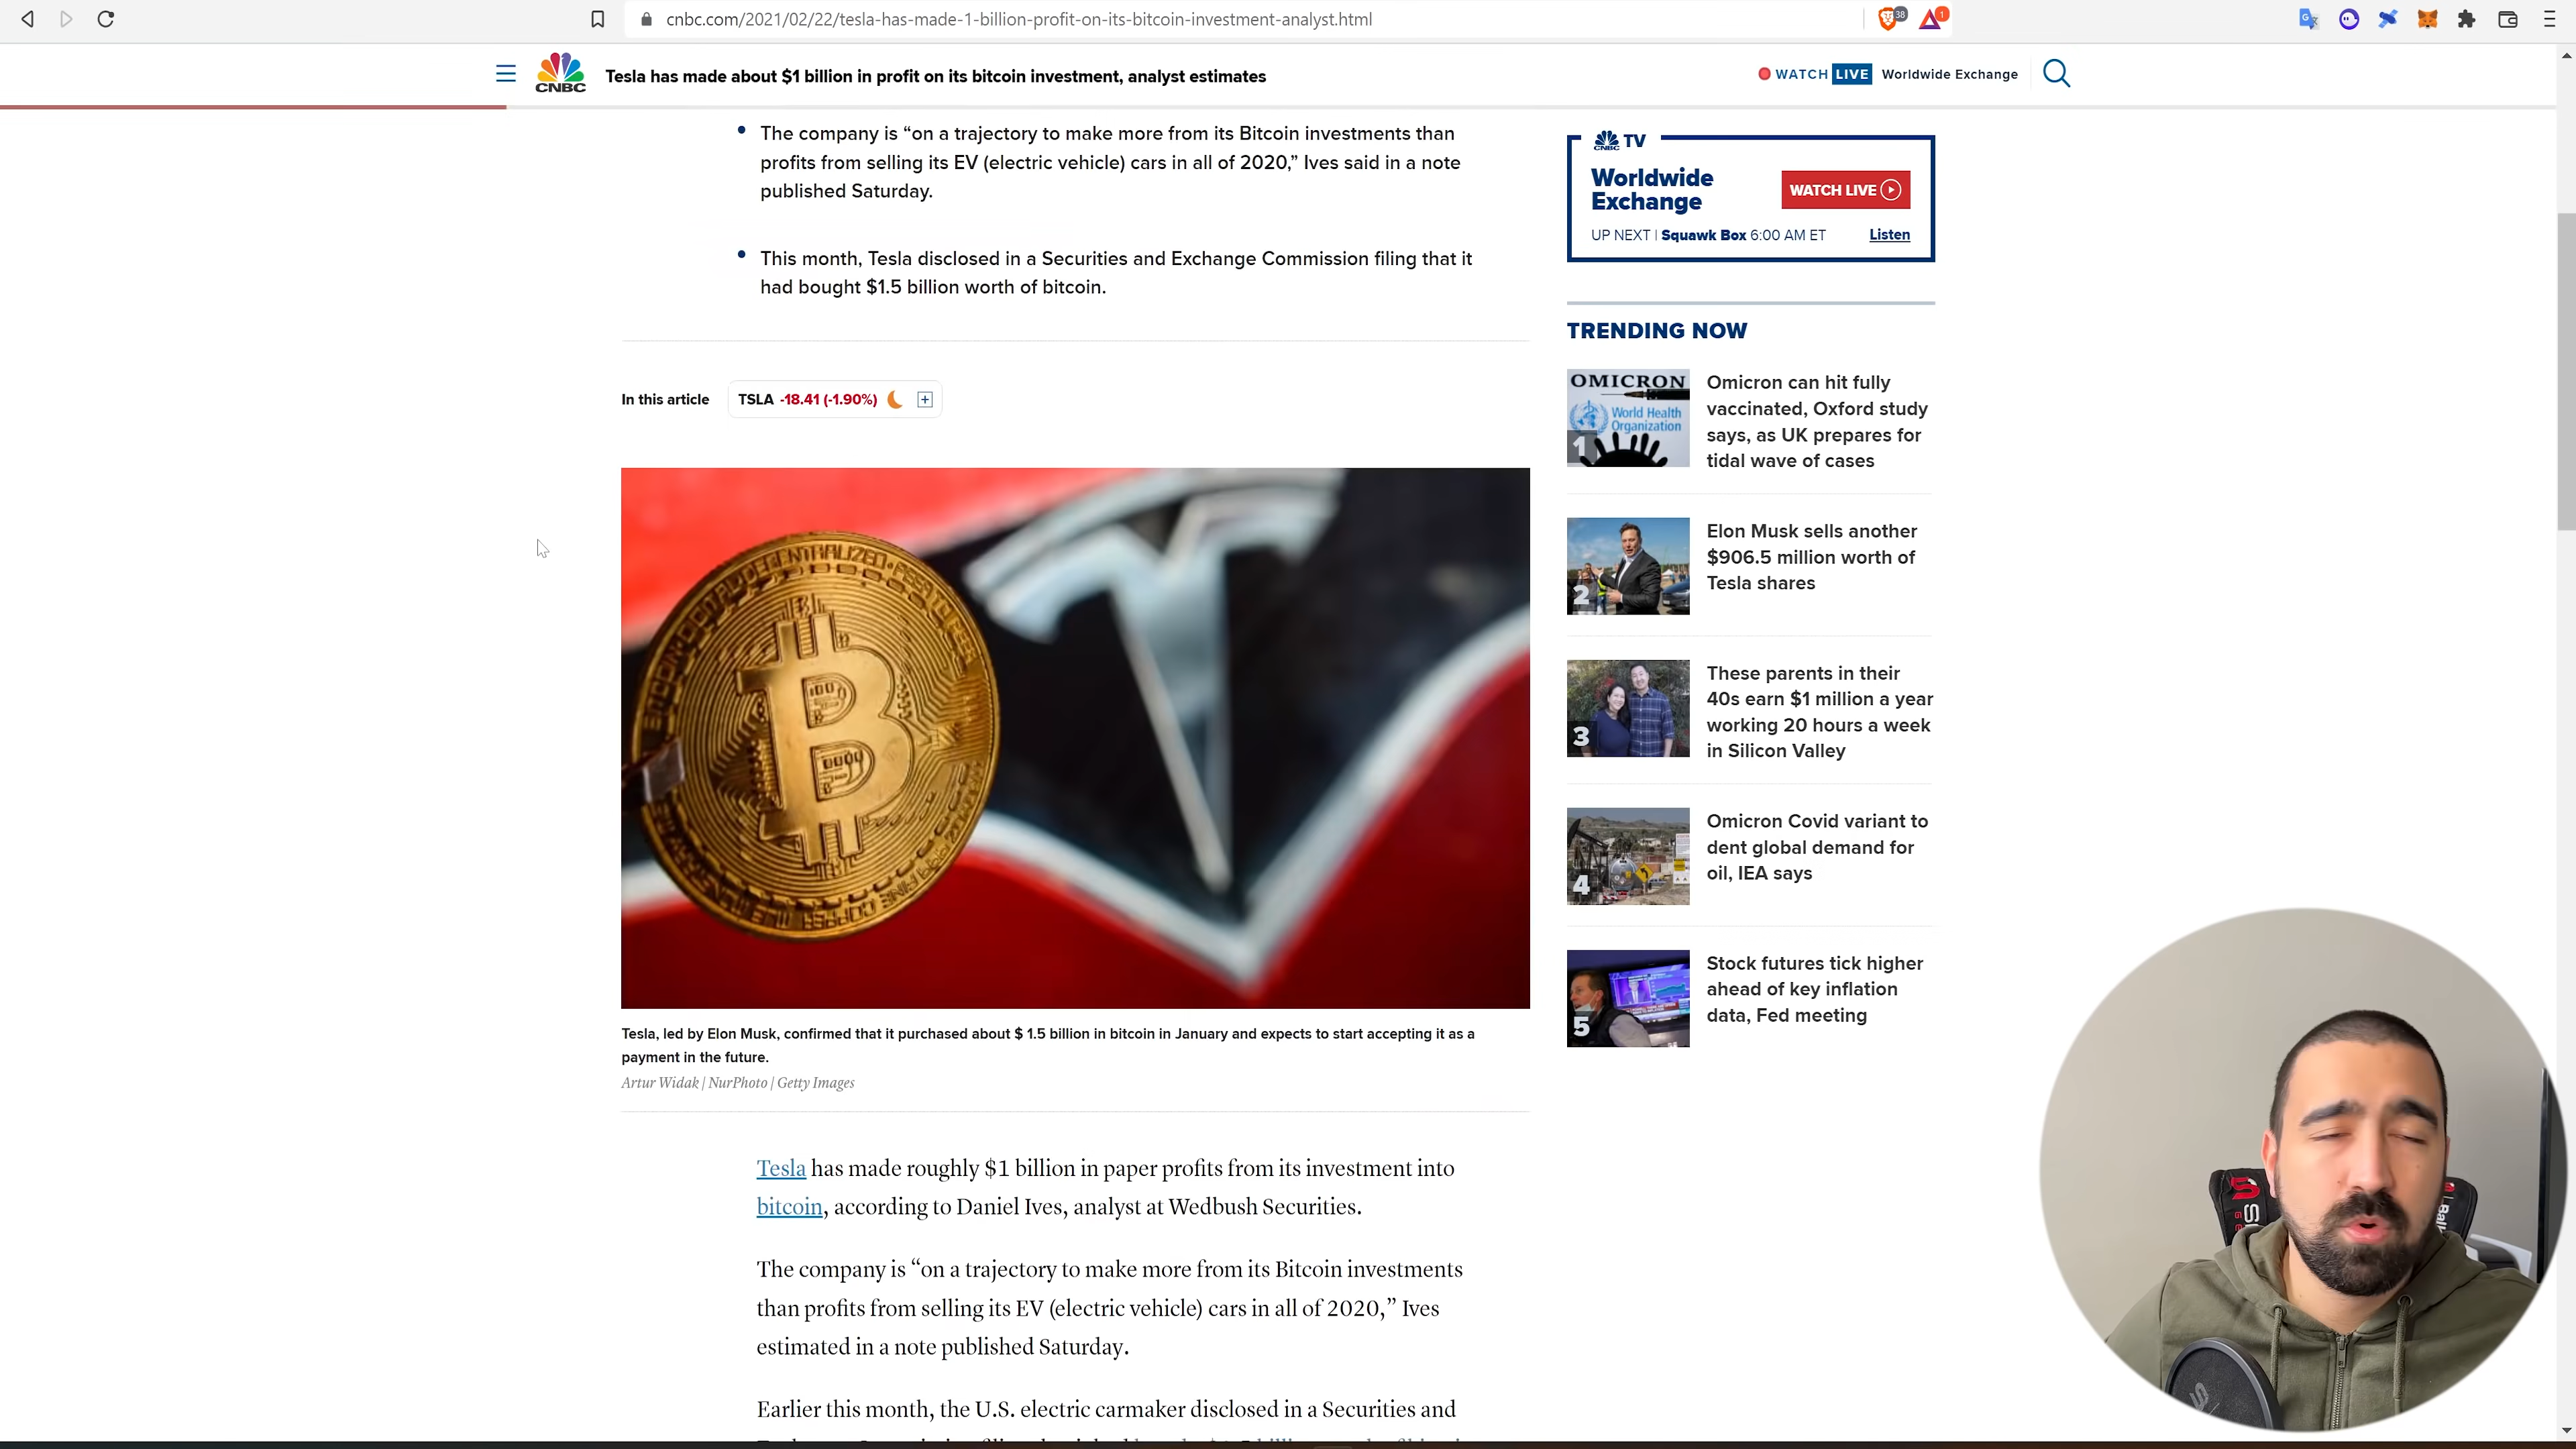 cnbc.com/2021/02/22/tesla-has-made-1-billion-profit-on-its-bitcoin-investment-analyst.html
38
1
CNBC
Tesla has made about $1 billion in profit on its bitcoin investment, analyst estimates
WATCH LIVE Worldwide Exchange
The company is “on a trajectory to make more from its Bitcoin investments than
profits from selling its EV (electric vehicle) cars in all of 2020,” Ives said in a note
published Saturday.
This month, Tesla disclosed in a Securities and Exchange Commission filing that it
had bought $1.5 billion worth of bitcoin.
In this article
TSLA -18.41 (-1.90%)
Tesla, led by Elon Musk, confirmed that it purchased about $ 1.5 billion in bitcoin in January and expects to start accepting it as a
payment in the future.
Artur Widak | NurPhoto | Getty Images
Tesla has made roughly $1 billion in paper profits from its investment into
bitcoin, according to Daniel Ives, analyst at Wedbush Securities.
The company is “on a trajectory to make more from its Bitcoin investments
than profits from selling its EV (electric vehicle) cars in all of 2020,” Ives
estimated in a note published Saturday.
Earlier this month, the U.S. electric carmaker disclosed in a Securities and
CNBC TV
Worldwide
Exchange
WATCH LIVE
UP NEXT | Squawk Box 6:00 AM ET
Listen
TRENDING NOW
OMICRON
World Health
Organization
1
Omicron can hit fully
vaccinated, Oxford study
says, as UK prepares for
tidal wave of cases
2
Elon Musk sells another
$906.5 million worth of
Tesla shares
3
These parents in their
40s earn $1 million a year
working 20 hours a week
in Silicon Valley
4
Omicron Covid variant to
dent global demand for
oil, IEA says
5
Stock futures tick higher
ahead of key inflation
data, Fed meeting